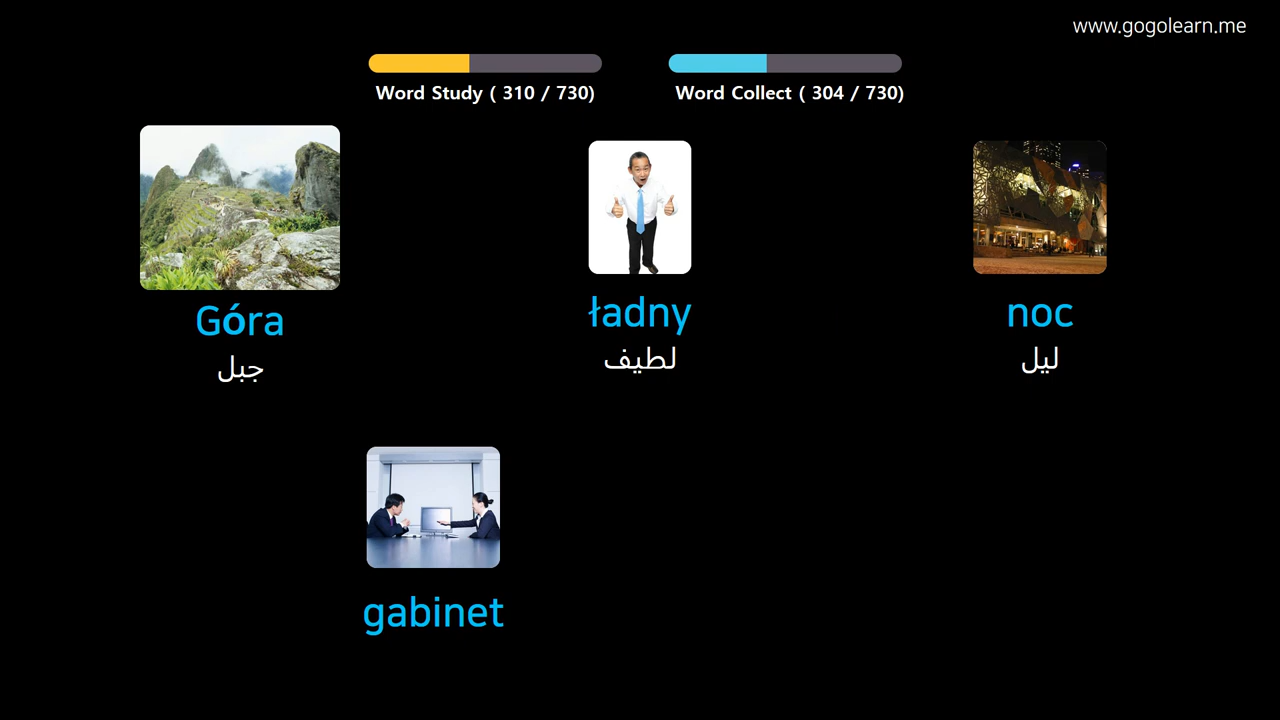 www.gogolearn.me
Word Study ( 310 / 730)
Word Collect ( 304 / 730)
Góra
جبل
ładny
لطيف
noc
ليل
gabinet